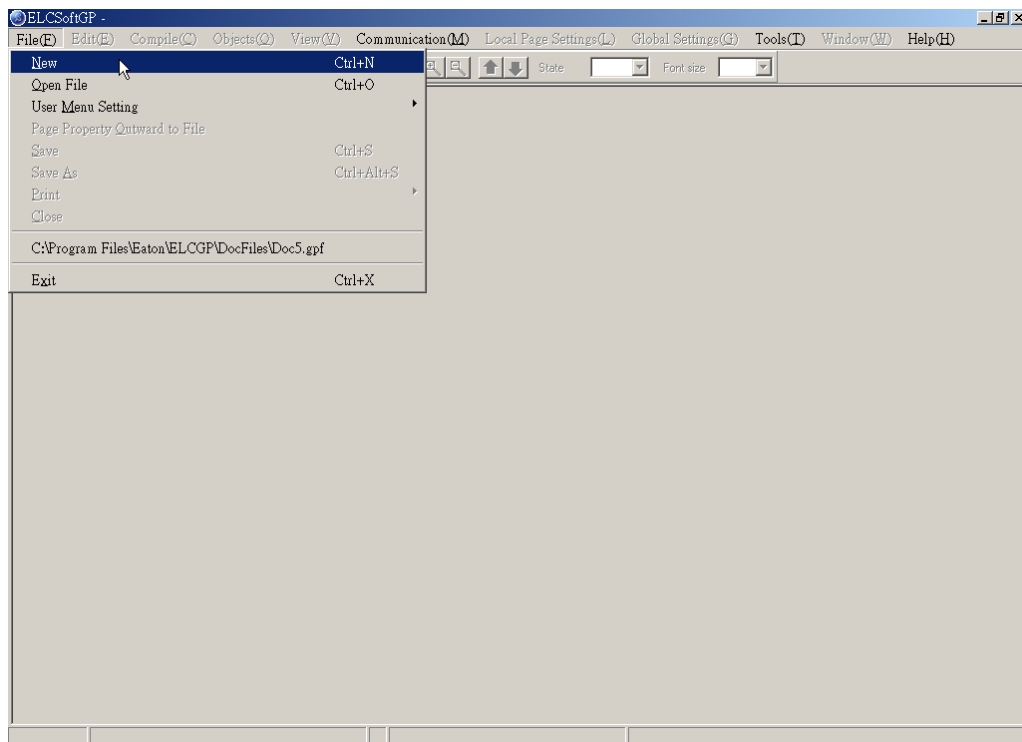 ELCSoftGP -
File(F) Edit(E) Compile(C) Objects(O) View(V) Communication(M) Local Page Settings(L) Global Settings(G) Tools(T) Window(W) Help(H)
State Font size
New Ctrl+N
Open File Ctrl+O
User Menu Setting
Page Property Outward to File
Save Ctrl+S
Save As Ctrl+Alt+S
Print
Close
C:\Program Files\Eaton\ELCGP\DocFiles\Doc5.gpf
Exit Ctrl+X